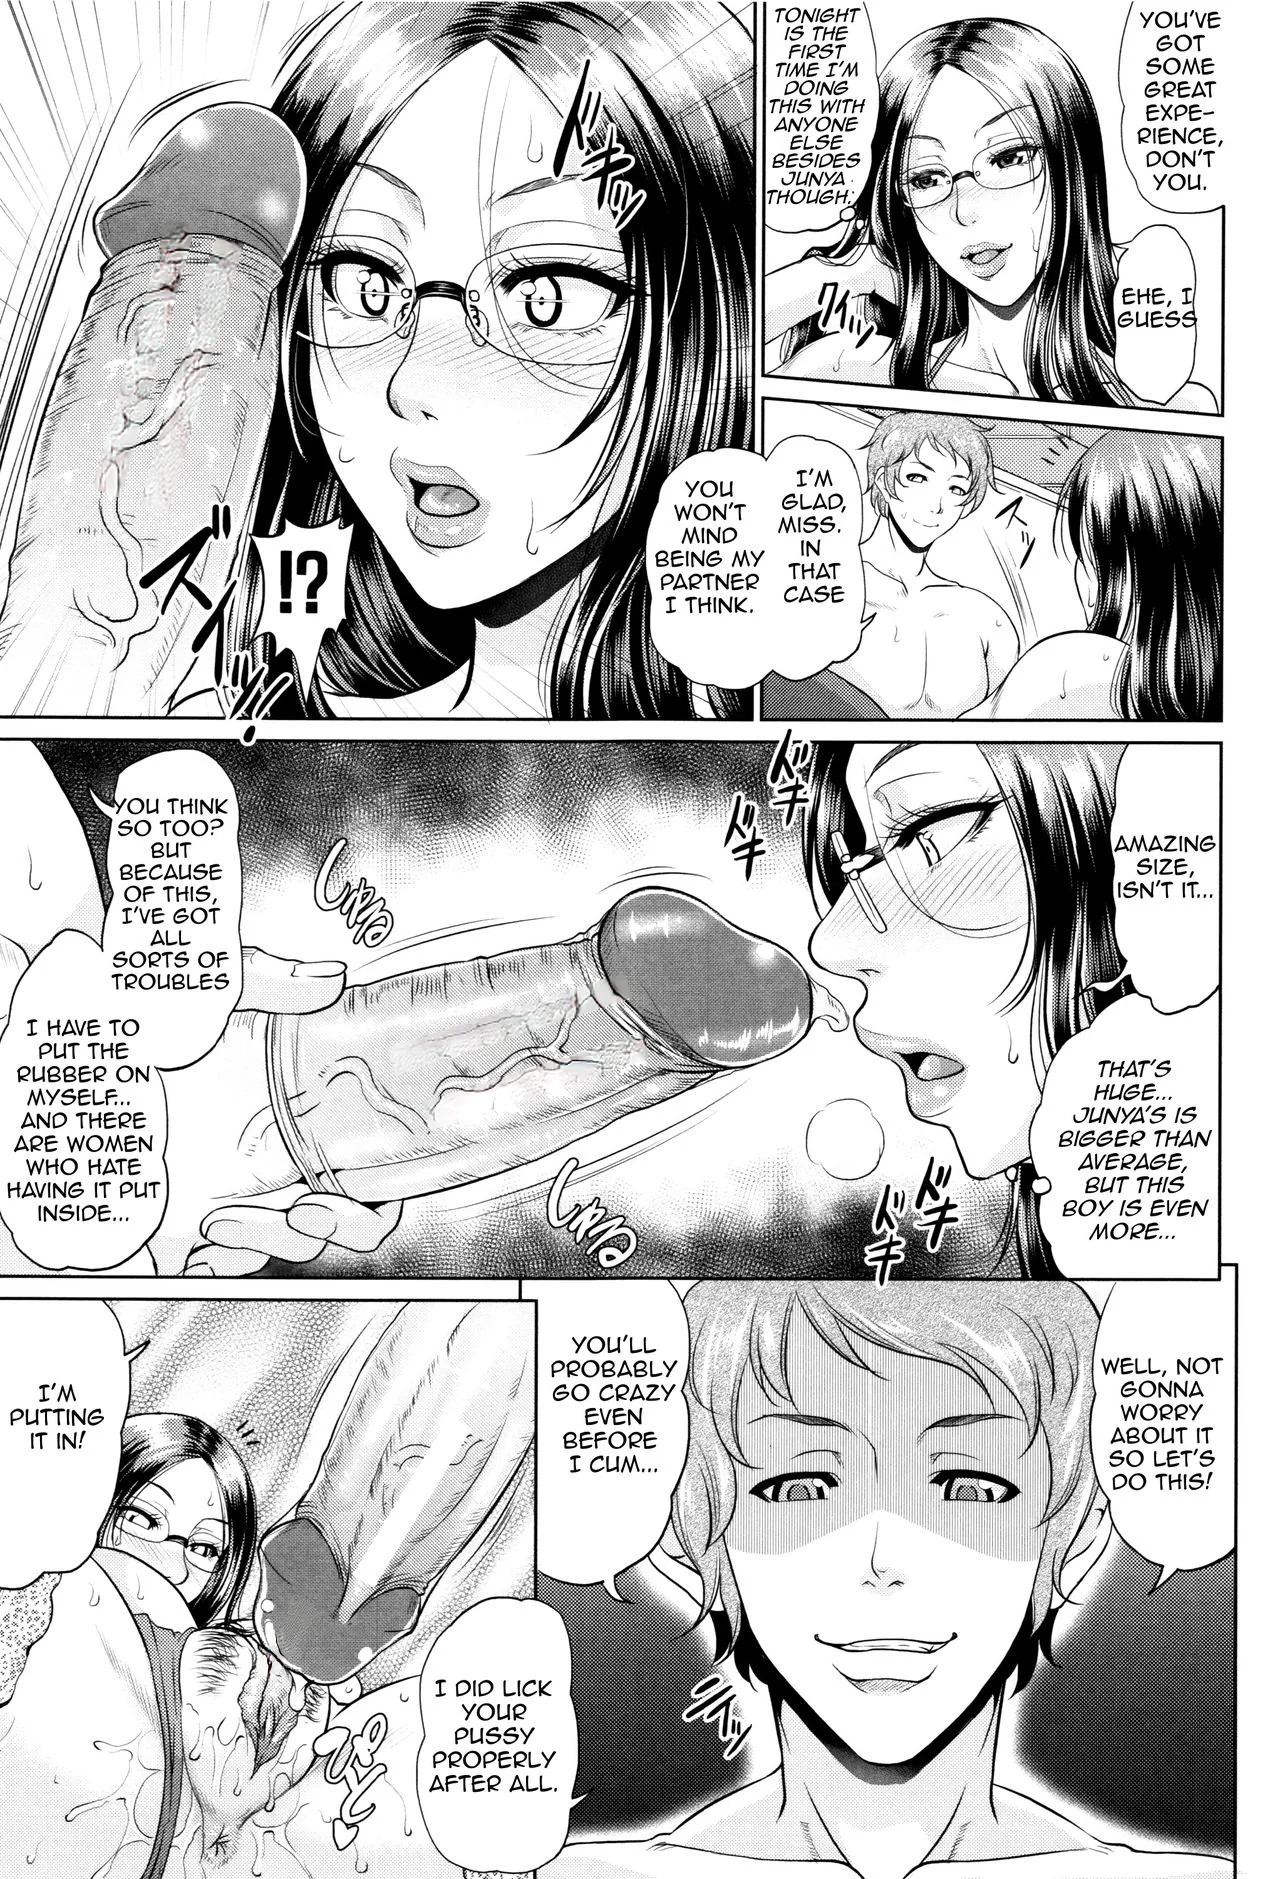 YOU'VE
GOT
SOME
GREAT
EXPE-
RIENCE,
DON'T
YOU.
TONIGHT
IS THE
FIRST
TIME I'M
DOING
THIS WITH
ANYONE
ELSE
BESIDES
JUNYA
THOUGH.
EHE, I
GUESS
クイッ
I'M
GLAD,
MISS.
IN
THAT
CASE
YOU
WON'T
MIND
BEING MY
PARTNER
I THINK.
ズッ
ドキッ
!?
ズイッ!!
AMAZING
SIZE,
ISN'T IT...
THAT'S
HUGE...
JUNYA'S IS
BIGGER THAN
AVERAGE,
BUT THIS
BOY IS EVEN
MORE...
ドキ
ドキ
ドキ
ドキ
しゅる
しゅる
YOU THINK
SO TOO?
BUT
BECAUSE
OF THIS,
I'VE GOT
ALL
SORTS OF
TROUBLES
I HAVE TO
PUT THE
RUBBER ON
MYSELF...
AND THERE
ARE WOMEN
WHO HATE
HAVING IT PUT
INSIDE...
WELL, NOT
GONNA
WORRY
ABOUT IT
SO LET'S
DO THIS!
YOU'LL
PROBABLY
GO CRAZY
EVEN
BEFORE
I CUM...
ニッ
I'M
PUTTING
IT IN!
I DID LICK
YOUR
PUSSY
PROPERLY
AFTER ALL.
ぴと